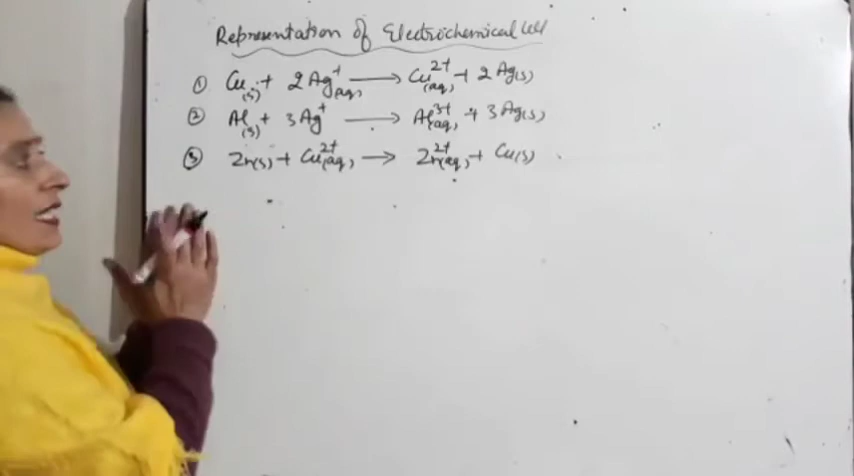 Representation of Electrochemical Cell
① Cu(s) + 2Ag⁺(aq) → Cu²⁺(aq) + 2Ag(s)
② Al(s) + 3Ag⁺ → Al³⁺(aq) + 3Ag(s)
③ Zn(s) + Cu²⁺(aq) → Zn²⁺(aq) + Cu(s)